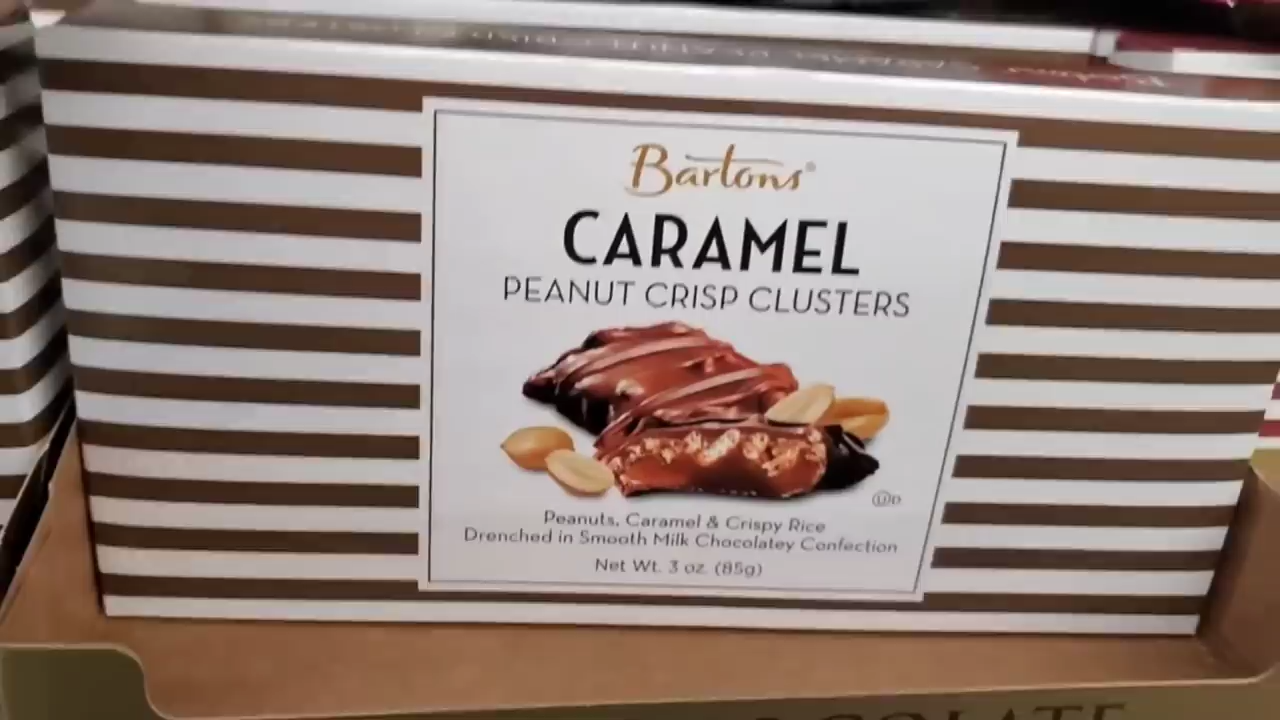 Bartons®
CARAMEL
PEANUT CRISP CLUSTERS
UD
Peanuts, Caramel & Crispy Rice
Drenched in Smooth Milk Chocolatey Confection
Net Wt. 3 oz. (85g)